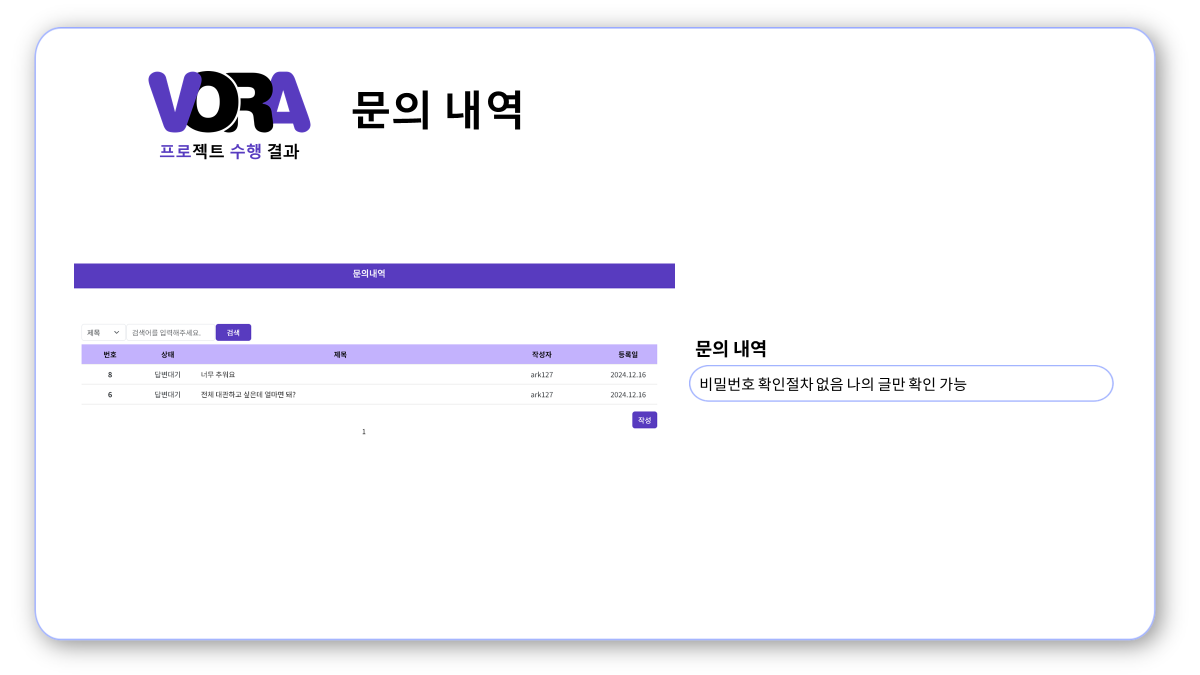 VORA
프로젝트 수행 결과
문의 내역
문의내역
제목 검색어를 입력해주세요. 검색
번호 상태 제목 작성자 등록일
8 답변대기 너무 추워요 ark127 2024.12.16
6 답변대기 전체 대관하고 싶은데 얼마면 돼? ark127 2024.12.16
작성
1
문의 내역
비밀번호 확인절차 없음 나의 글만 확인 가능